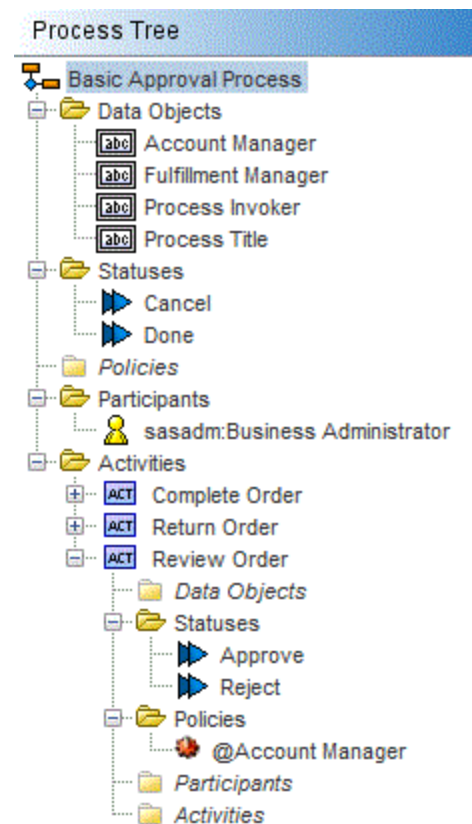 Process Tree
Basic Approval Process
Data Objects
abc Account Manager
abc Fulfillment Manager
abc Process Invoker
abc Process Title
Statuses
Cancel
Done
Policies
Participants
sasadm:Business Administrator
Activities
ACT Complete Order
ACT Return Order
ACT Review Order
Data Objects
Statuses
Approve
Reject
Policies
@Account Manager
Participants
Activities